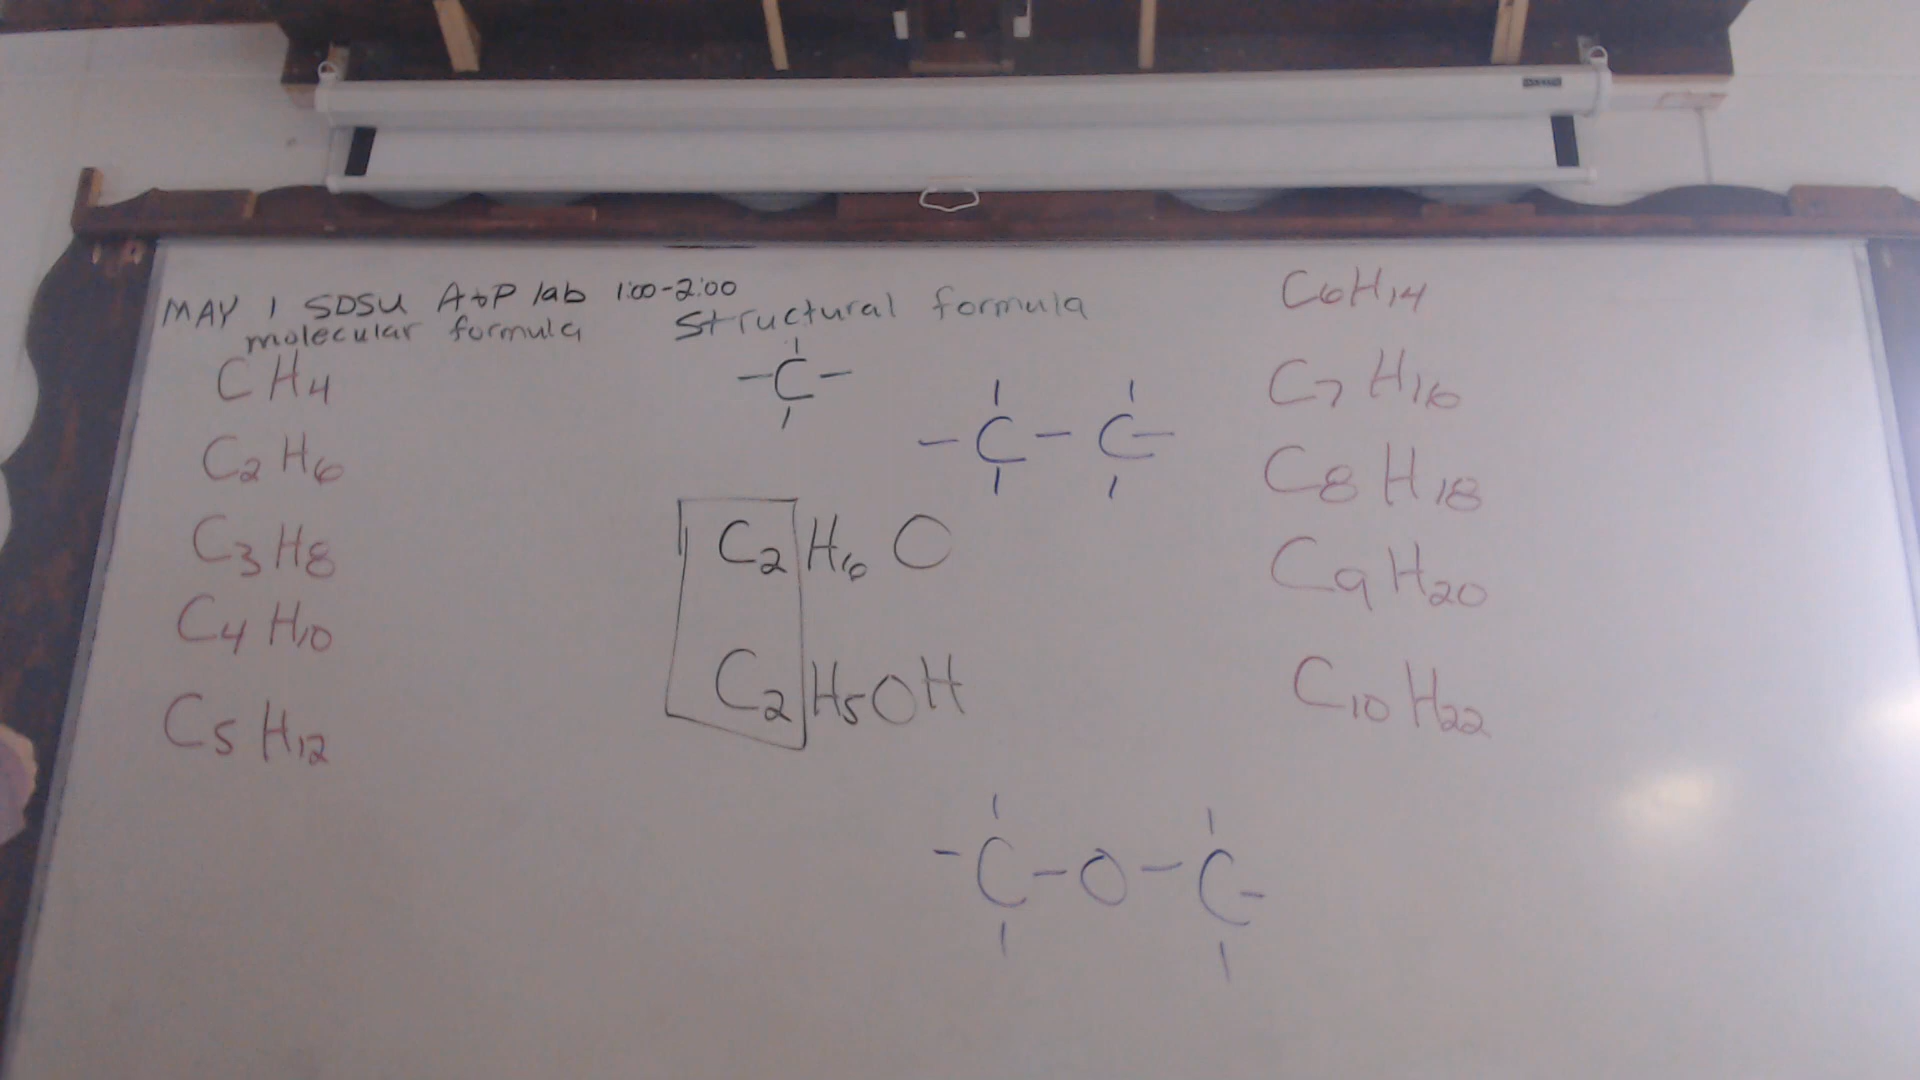 MAY 1 SDSU A+P lab 1:00-2:00
molecular formula
Structural formula
CH4
C2H6
C3H8
C4H10
C5H12
-C-
-C-C-
C2H6O
C2H5OH
-C-O-C-
C6H14
C7H16
C8H18
C9H20
C10H22